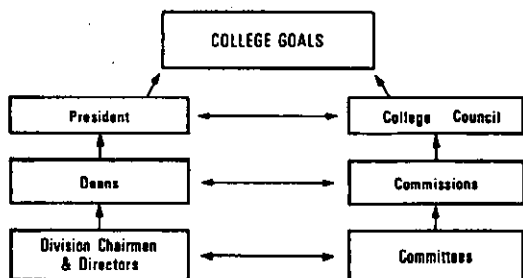 COLLEGE GOALS
President
College Council
Deans
Commissions
Division Chairmen
& Directors
Committees